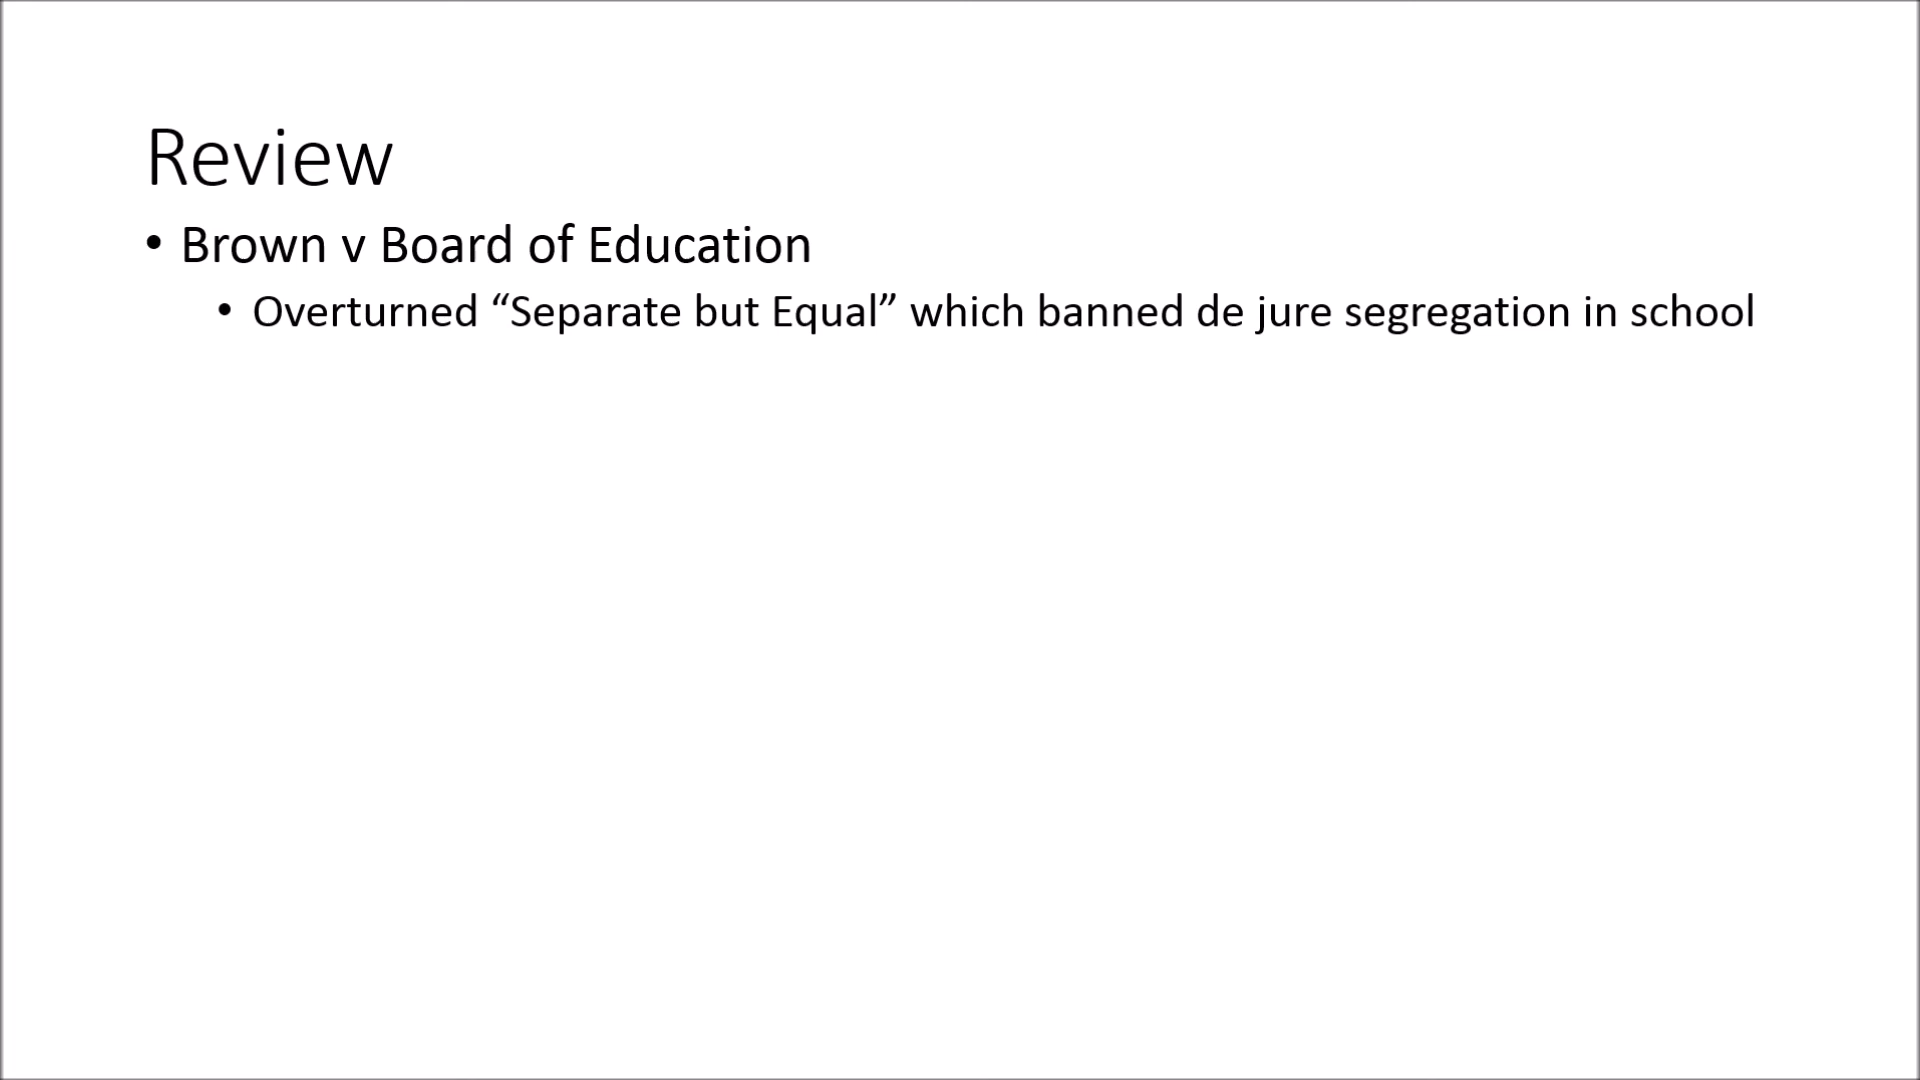 Review
• Brown v Board of Education
• Overturned “Separate but Equal” which banned de jure segregation in school